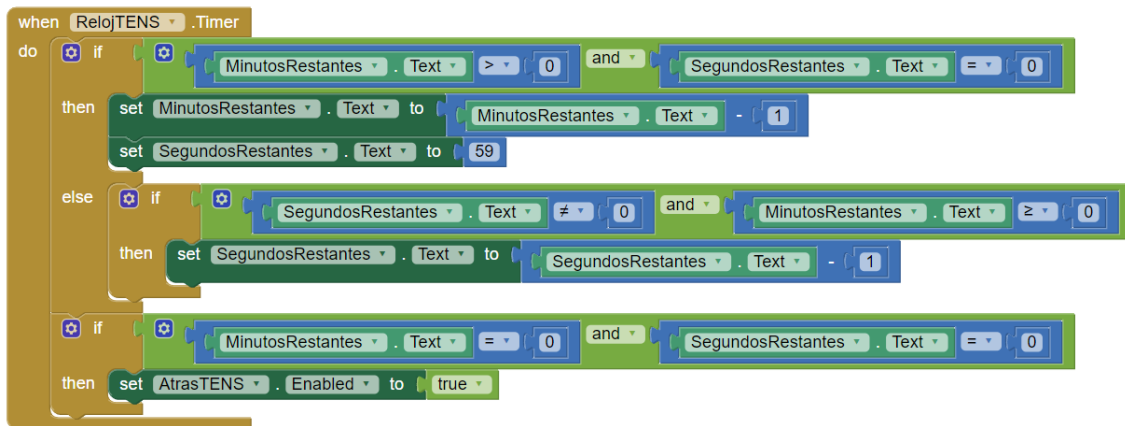 when RelojTENS .Timer
do if MinutosRestantes . Text > 0 and SegundosRestantes . Text = 0
then set MinutosRestantes . Text to MinutosRestantes . Text - 1
set SegundosRestantes . Text to 59
else if SegundosRestantes . Text ≠ 0 and MinutosRestantes . Text ≥ 0
then set SegundosRestantes . Text to SegundosRestantes . Text - 1
if MinutosRestantes . Text = 0 and SegundosRestantes . Text = 0
then set AtrasTENS . Enabled to true